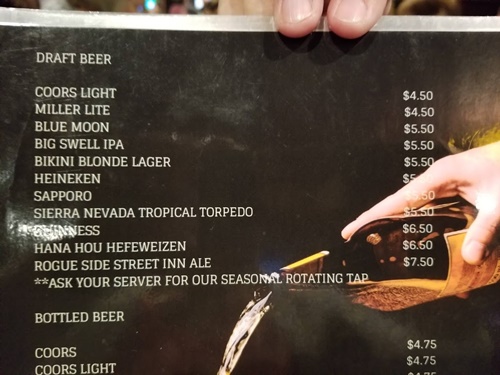 DRAFT BEER
COORS LIGHT $4.50
MILLER LITE $4.50
BLUE MOON $5.50
BIG SWELL IPA $5.50
BIKINI BLONDE LAGER $5.50
HEINEKEN
SAPPORO
SIERRA NEVADA TROPICAL TORPEDO $5.50
GUINNESS $6.50
HANA HOU HEFEWEIZEN $6.50
ROGUE SIDE STREET INN ALE $7.50
**ASK YOUR SERVER FOR OUR SEASONAL ROTATING TAP
BOTTLED BEER
COORS $4.75
COORS LIGHT $4.75